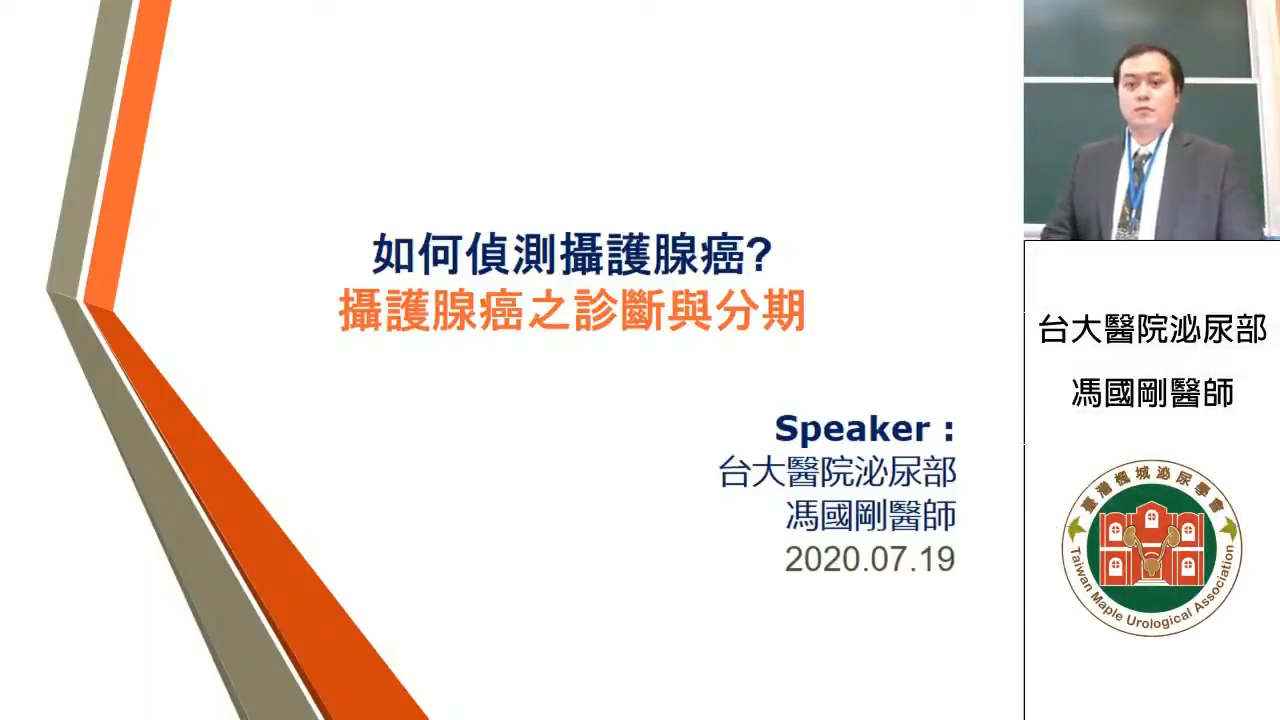 如何偵測攝護腺癌?
攝護腺癌之診斷與分期
Speaker :
台大醫院泌尿部
馮國剛醫師
2020.07.19
台大醫院泌尿部
馮國剛醫師
臺灣楓城泌尿學會
Taiwan Maple Urological Association